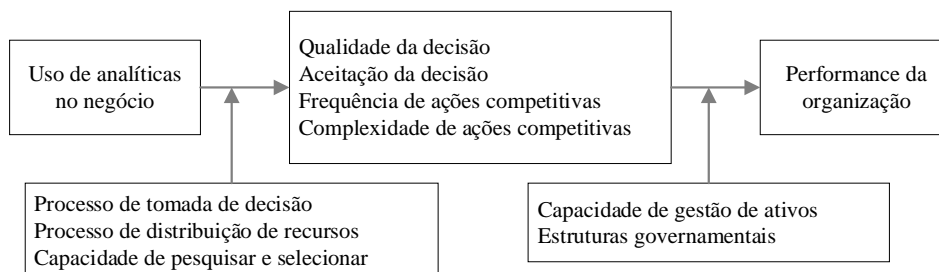 Uso de analíticas
no negócio
Qualidade da decisão
Aceitação da decisão
Frequência de ações competitivas
Complexidade de ações competitivas
Performance da
organização
Processo de tomada de decisão
Processo de distribuição de recursos
Capacidade de pesquisar e selecionar
Capacidade de gestão de ativos
Estruturas governamentais